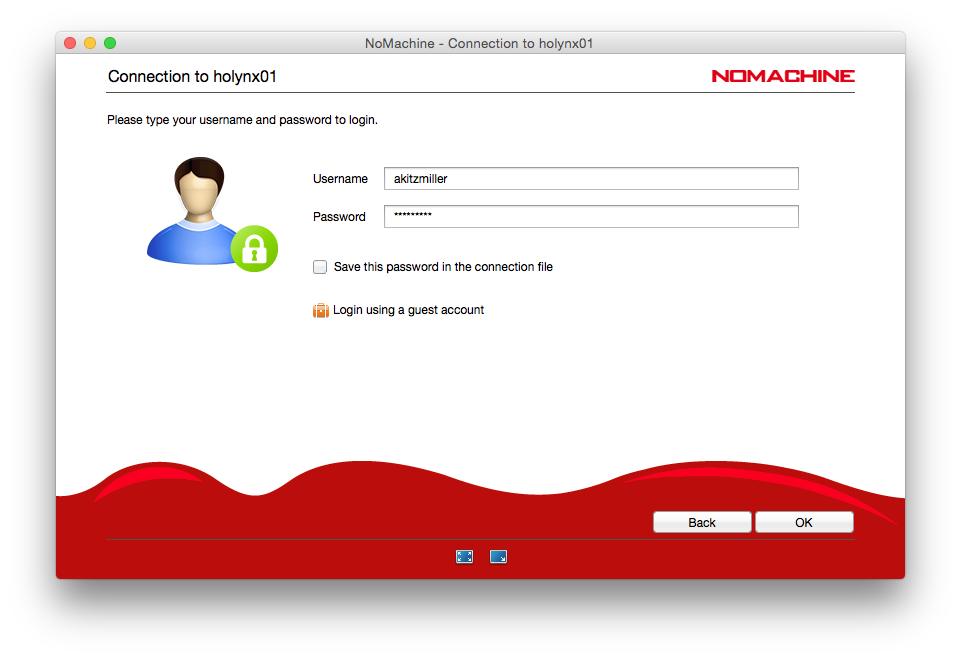 NoMachine - Connection to holynx01
Connection to holynx01
NOMACHINE
Please type your username and password to login.
Username akitzmiller
Password *********
Save this password in the connection file
Login using a guest account
Back OK